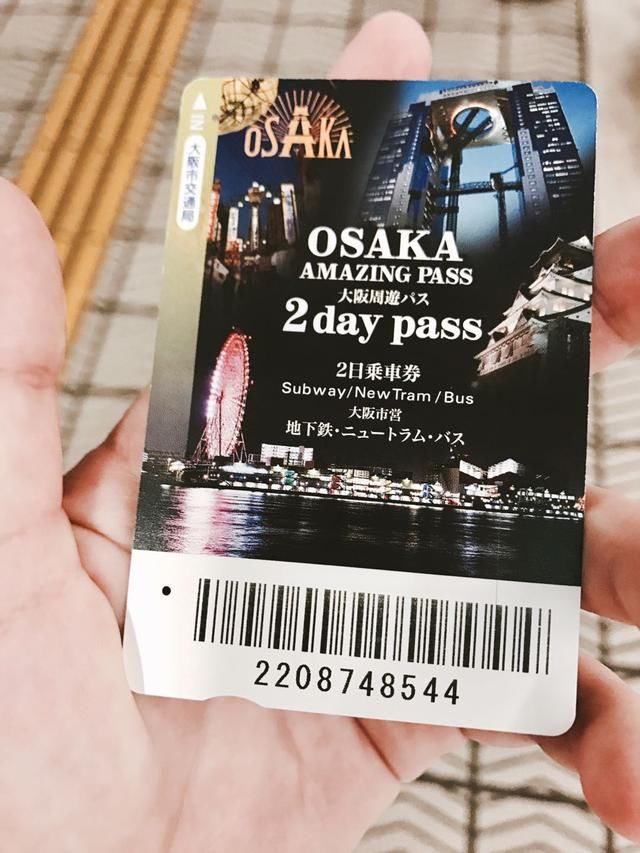 IN 大阪市交通局
OSAKA
OSAKA
AMAZING PASS
大阪周遊パス
2day pass
2日乗車券
Subway/NewTram/Bus
大阪市営
地下鉄・ニュートラム・バス
2208748544